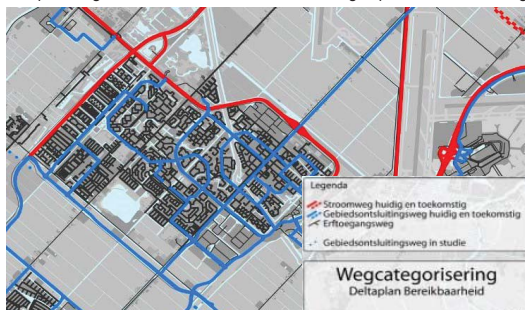 Legenda
Stroomweg huidig en toekomstig
Gebiedsontsluitingsweg huidig en toekomstig
Erftoegangsweg
Gebiedsontsluitingsweg in studie
Wegcategorisering
Deltaplan Bereikbaarheid